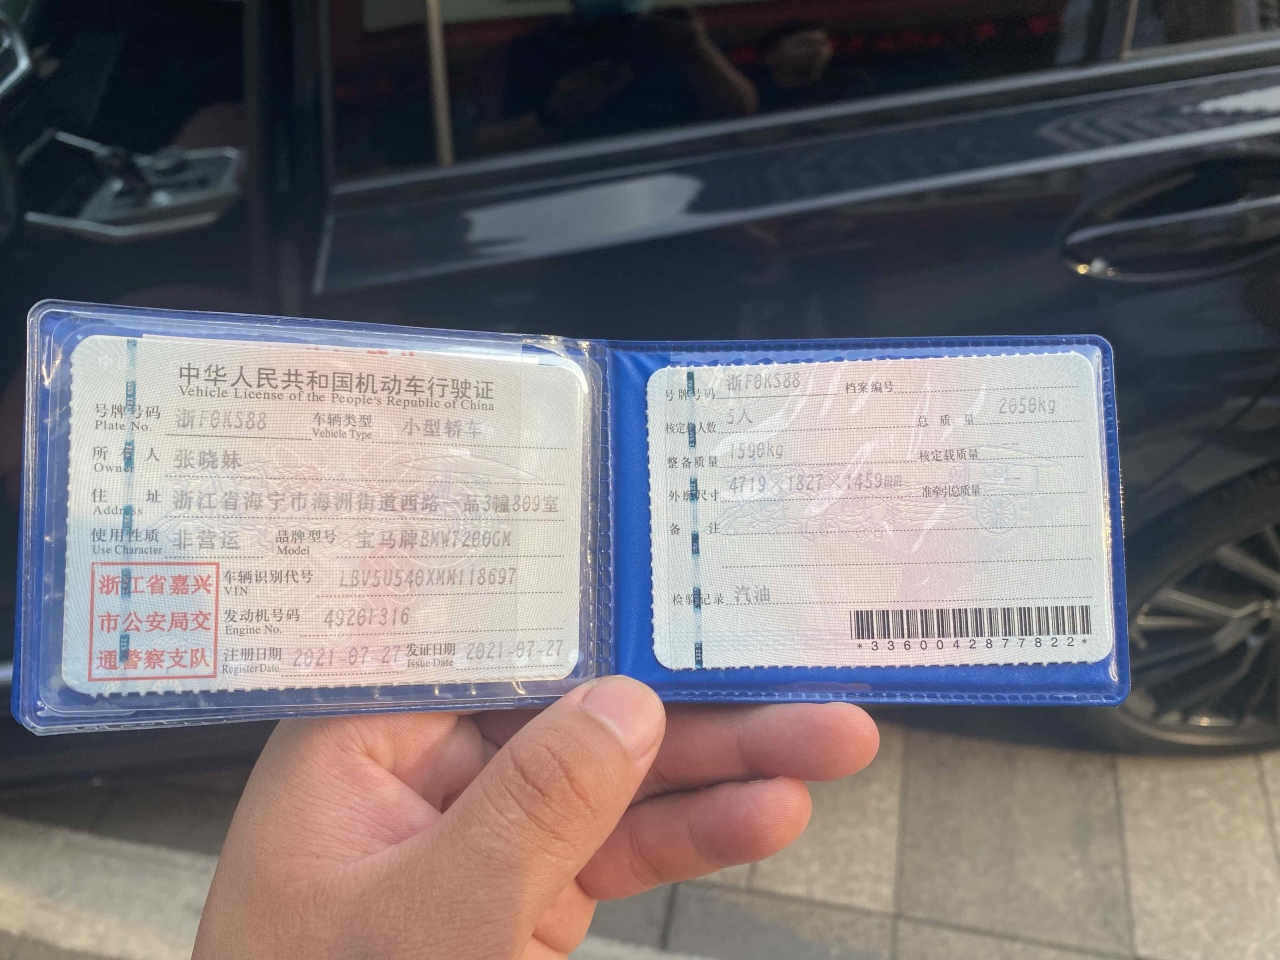 中华人民共和国机动车行驶证
Vehicle License of the People's Republic of China
号牌号码 浙F0KS88 车辆类型 小型轿车
Plate No. Vehicle Type
所有人 张晓妹
Owner
住址 浙江省海宁市海洲街道西路一品3幢809室
Address
使用性质 非营运 品牌型号 宝马牌BMW7200GM
Use Character Model
浙江省嘉兴
市公安局交
通警察支队
车辆识别代号 LBV5U540XMM118697
VIN
发动机号码 4920F316
Engine No.
注册日期 2021-07-27 发证日期 2021-07-27
Register Date Issue Date
号牌号码 浙F0KS88 档案编号
核定载人数 5人 总质量 2050kg
整备质量 1590kg 核定载质量 --
外廓尺寸 4719×1827×1459mm 准牵引总质量 --
备注
检验记录 汽油
*3360042877822*